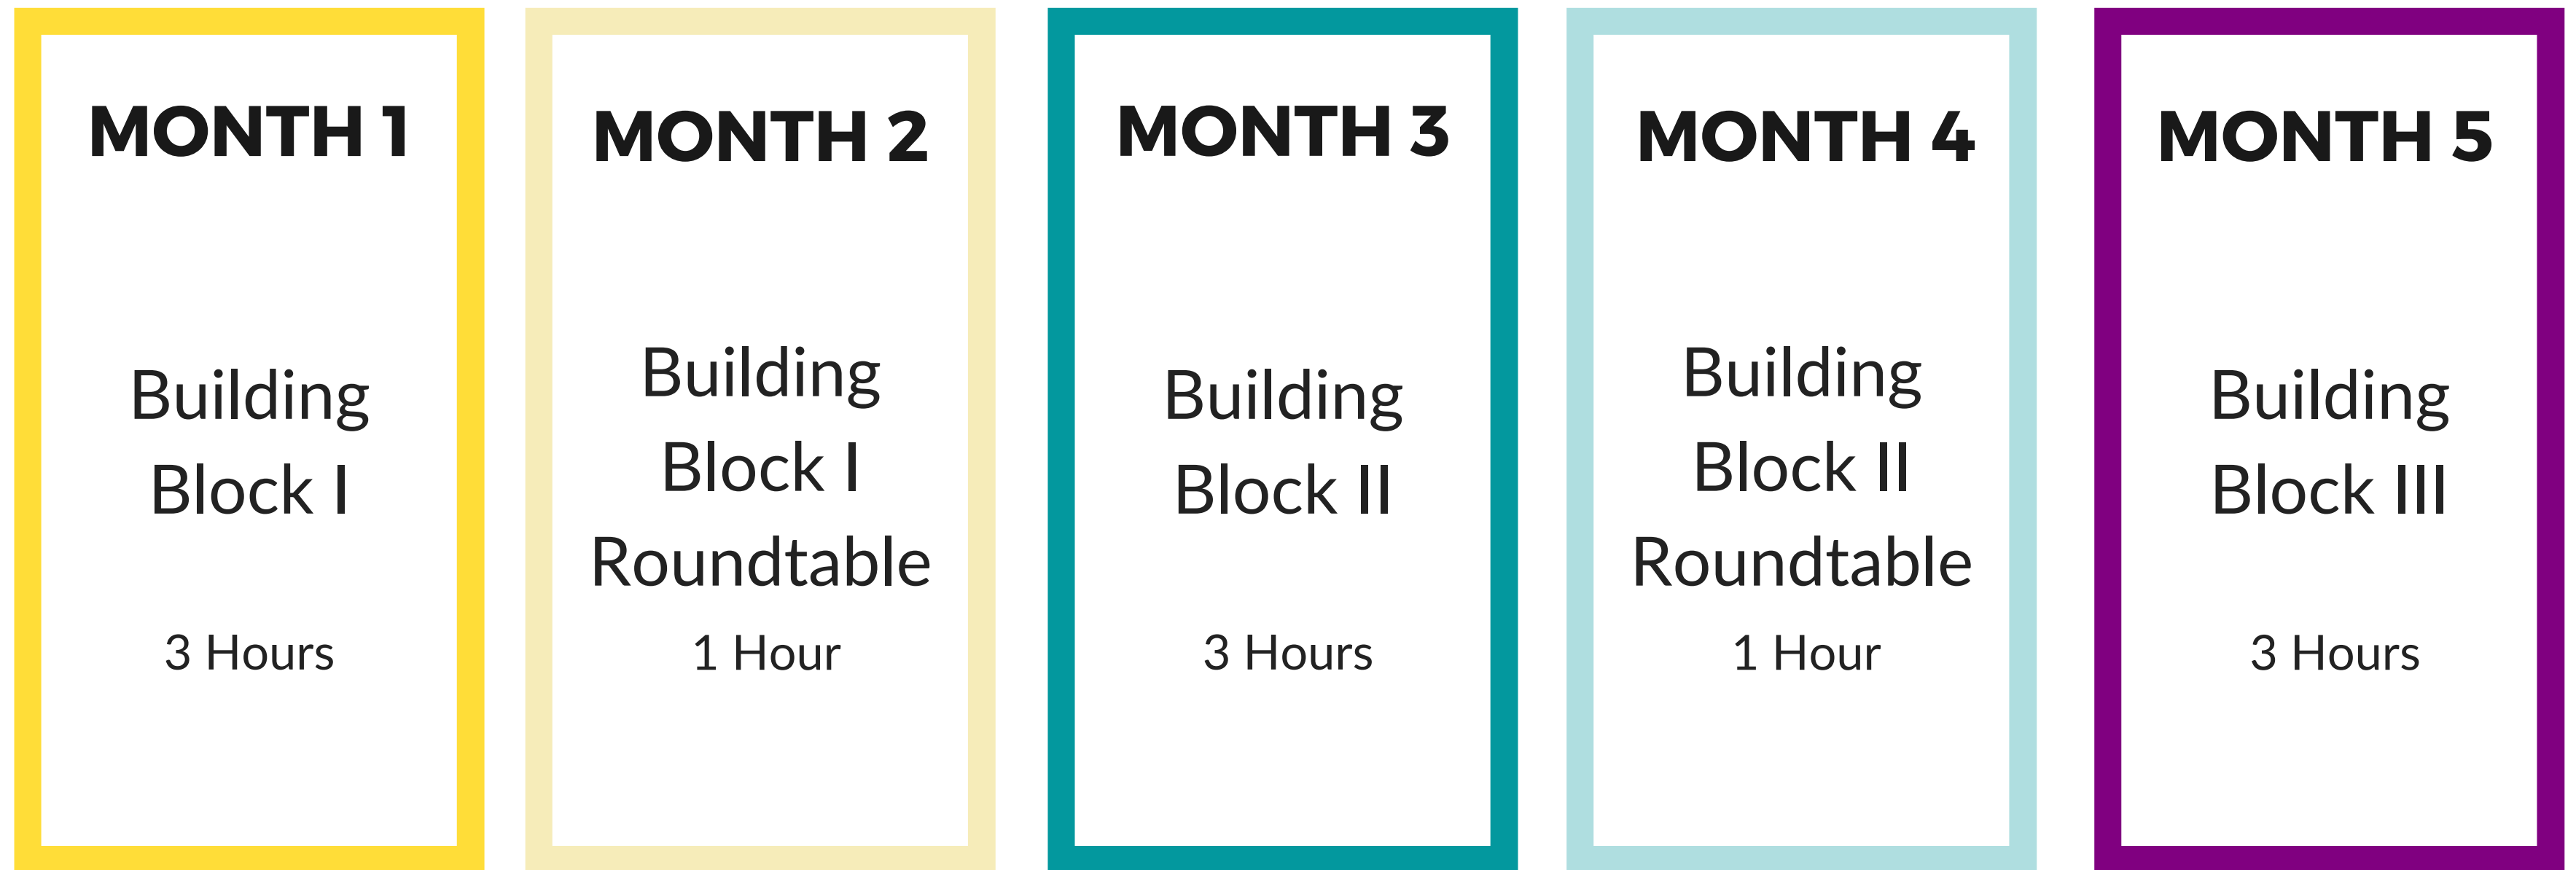 MONTH 1
Building
Block I
3 Hours
MONTH 2
Building
Block I
Roundtable
1 Hour
MONTH 3
Building
Block II
3 Hours
MONTH 4
Building
Block II
Roundtable
1 Hour
MONTH 5
Building
Block III
3 Hours